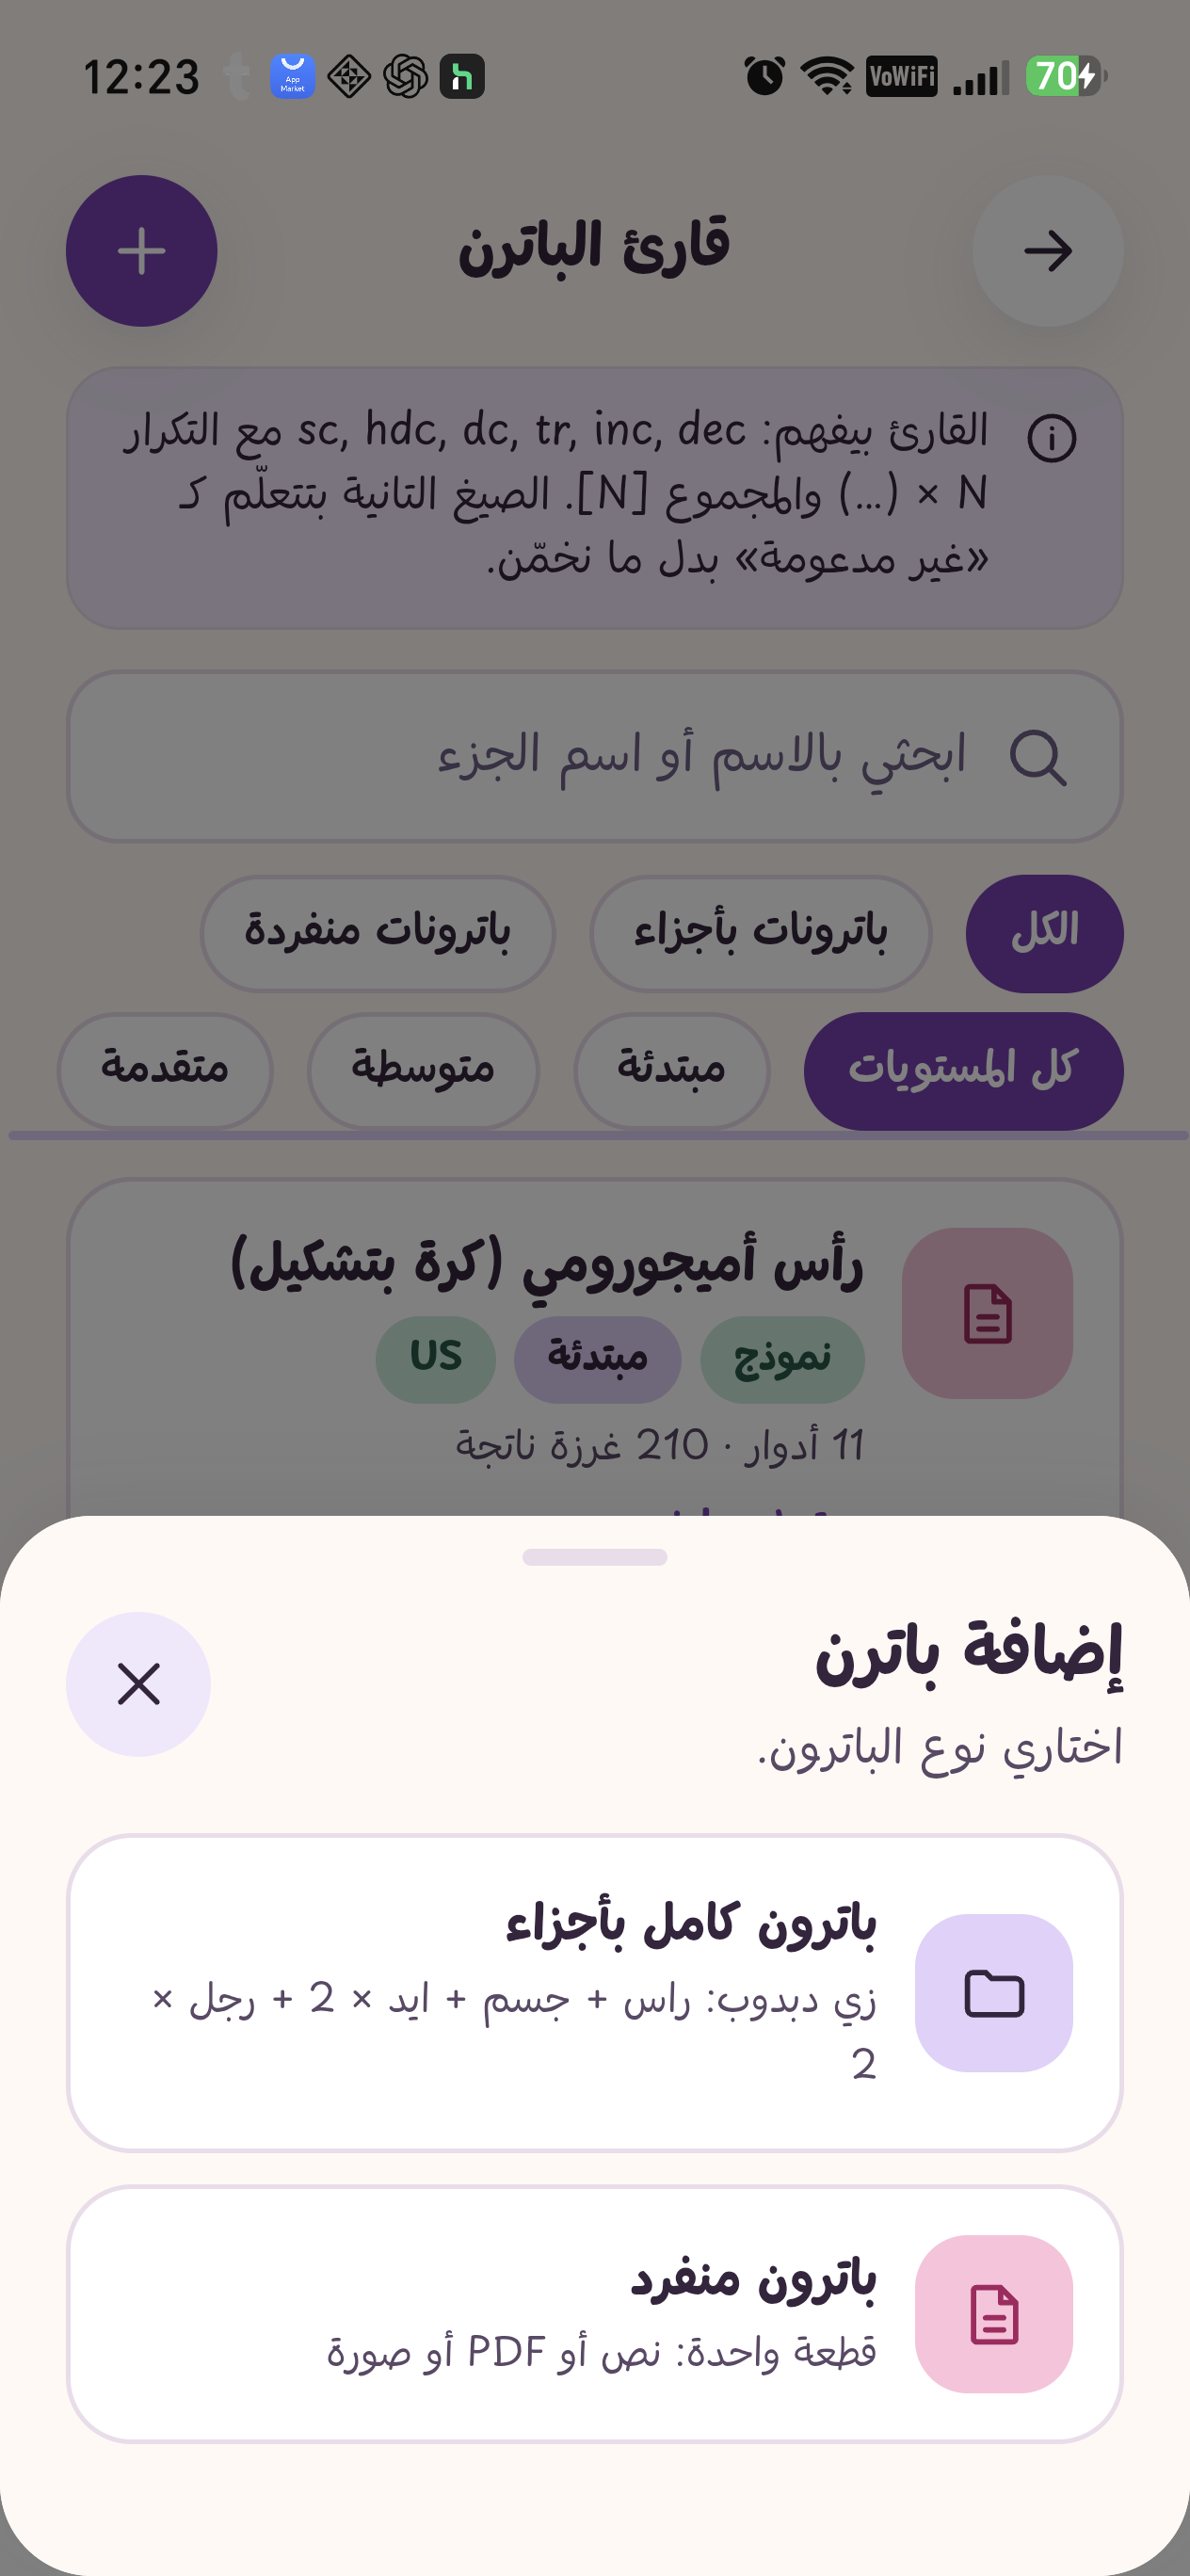 12:23
App Market
VoWiFi
70
قارئ الباترن
القارئ بيفهم: sc, hdc, dc, tr, inc, dec مع التكرار
N × (...) والمجموع [N]. الصيغ التانية بتتعلّم كـ
«غير مدعومة» بدل ما نخمّن.
ابحثي بالاسم أو اسم الجزء
الكل
باترونات بأجزاء
باترونات منفردة
كل المستويات
مبتدئة
متوسطة
متقدمة
رأس أميجورومي (كرة بتشكيل)
نموذج
مبتدئة
US
11 أدوار · 210 غرزة ناتجة
إضافة باترن
اختاري نوع الباترون.
باترون كامل بأجزاء
زي دبدوب: راس + جسم + ايد × 2 + رجل ×
2
باترون منفرد
قطعة واحدة: نص أو PDF أو صورة